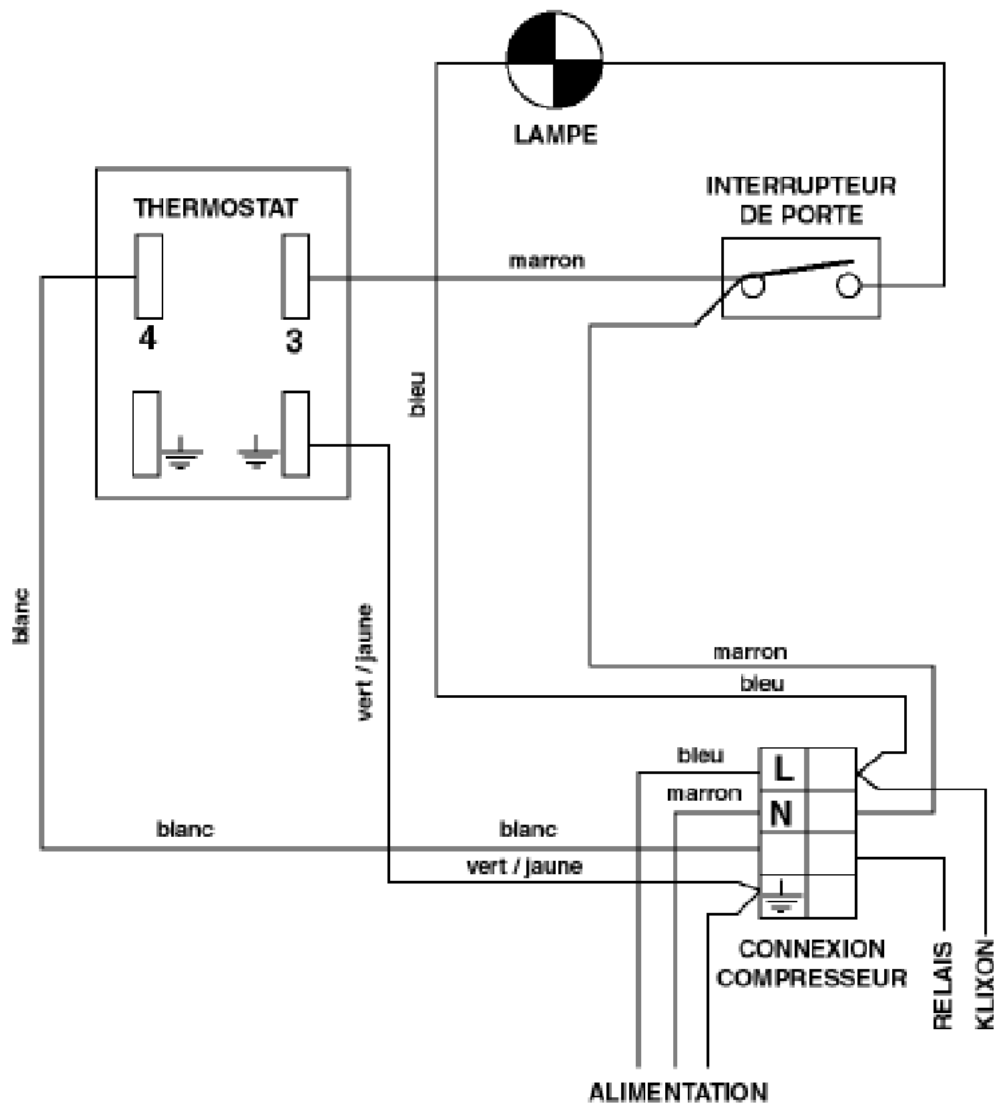 LAMPE
INTERRUPTEUR
DE PORTE
THERMOSTAT
marron
4
3
bleu
blanc
vert / jaune
marron
bleu
bleu
L
marron
N
blanc
blanc
vert / jaune
CONNEXION
COMPRESSEUR
RELAIS
KLIXON
ALIMENTATION